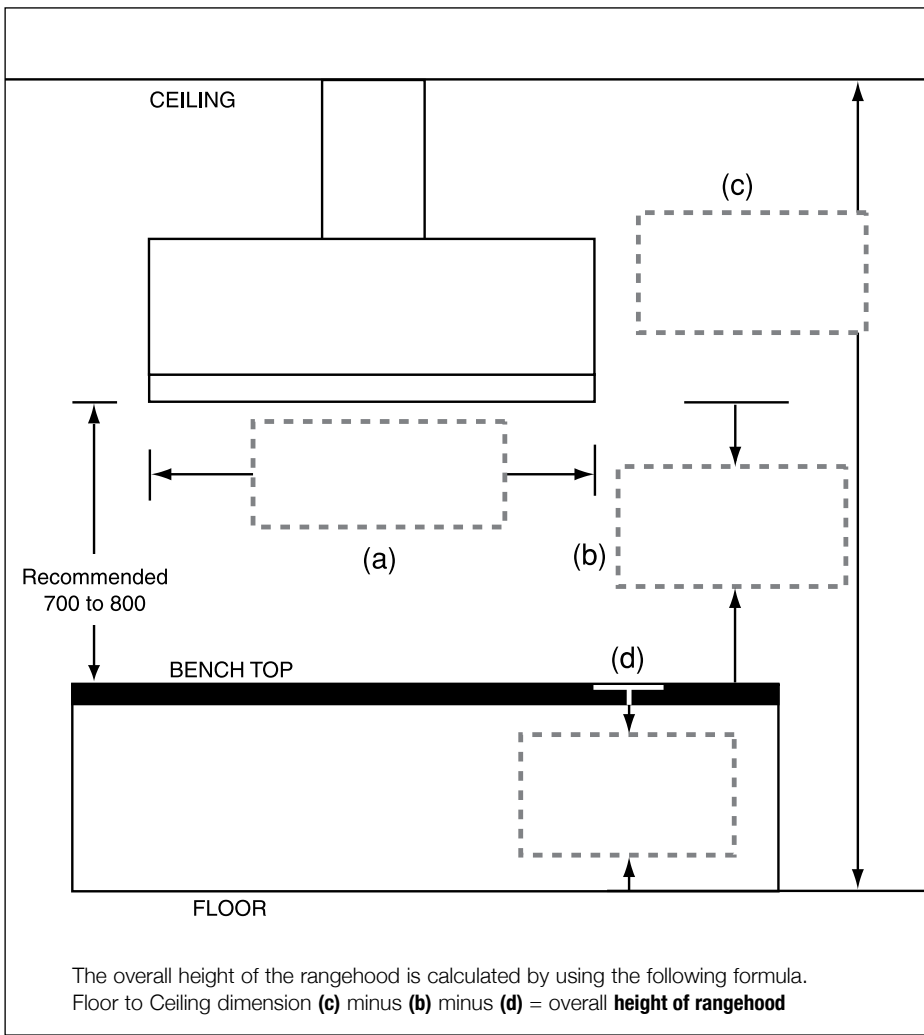 CEILING
(c)
(a)
(b)
Recommended
700 to 800
BENCH TOP
(d)
FLOOR
The overall height of the rangehood is calculated by using the following formula.
Floor to Ceiling dimension (c) minus (b) minus (d) = overall height of rangehood